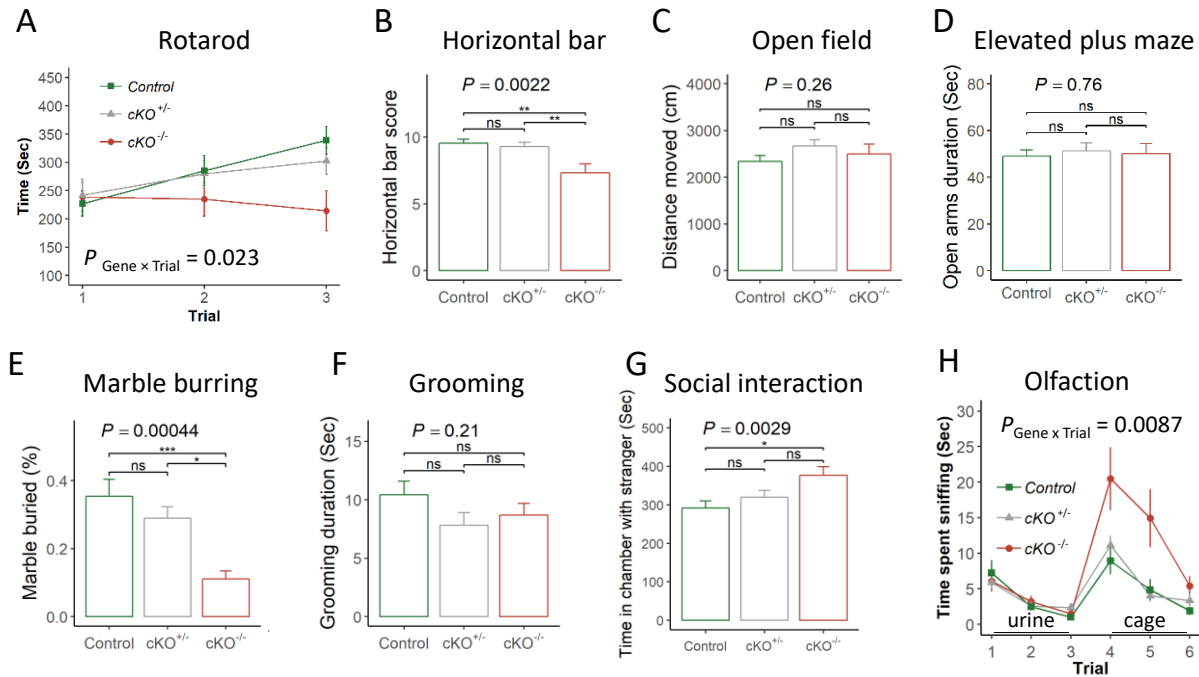 A
Rotarod
450
400
350
300
250
200
150
100
Time (Sec)
Control
cKO+/-
cKO-/-
P Gene × Trial = 0.023
1
2
3
Trial
B
Horizontal bar
P = 0.0022
**
ns
**
10
5
0
Horizontal bar score
Control
cKO+/-
cKO-/-
C
Open field
P = 0.26
ns
ns
ns
4000
3000
2000
1000
0
Distance moved (cm)
Control
cKO+/-
cKO-/-
D
Elevated plus maze
P = 0.76
ns
ns
ns
80
60
40
20
0
Open arms duration (Sec)
Control
cKO+/-
cKO-/-
E
Marble burring
P = 0.00044
***
ns
*
0.4
0.2
0.0
Marble buried (%)
Control
cKO+/-
cKO-/-
F
Grooming
P = 0.21
ns
ns
ns
15
10
5
0
Grooming duration (Sec)
Control
cKO+/-
cKO-/-
G
Social interaction
P = 0.0029
*
ns
ns
500
400
300
200
100
0
Time in chamber with stranger (Sec)
Control
cKO+/-
cKO-/-
H
Olfaction
P Gene x Trial = 0.0087
30
25
20
15
10
5
0
Time spent sniffing (Sec)
Control
cKO+/-
cKO-/-
urine
cage
1
2
3
4
5
6
Trial